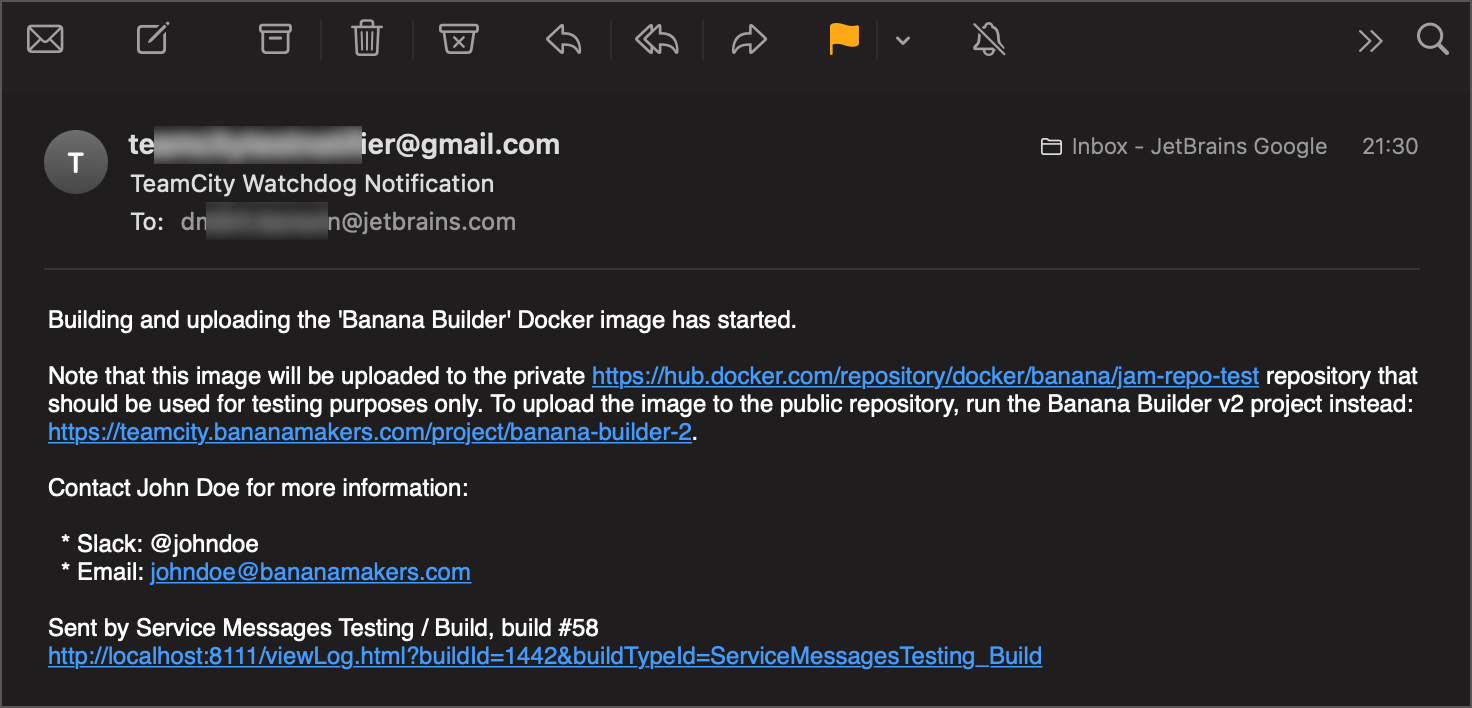 T
te ier@gmail.com
Inbox - JetBrains Google 21:30
TeamCity Watchdog Notification
To: dn n@jetbrains.com
Building and uploading the 'Banana Builder' Docker image has started.
Note that this image will be uploaded to the private https://hub.docker.com/repository/docker/banana/jam-repo-test repository that
should be used for testing purposes only. To upload the image to the public repository, run the Banana Builder v2 project instead:
https://teamcity.bananamakers.com/project/banana-builder-2.
Contact John Doe for more information:
* Slack: @johndoe
* Email: johndoe@bananamakers.com
Sent by Service Messages Testing / Build, build #58
http://localhost:8111/viewLog.html?buildId=1442&buildTypeId=ServiceMessagesTesting_Build